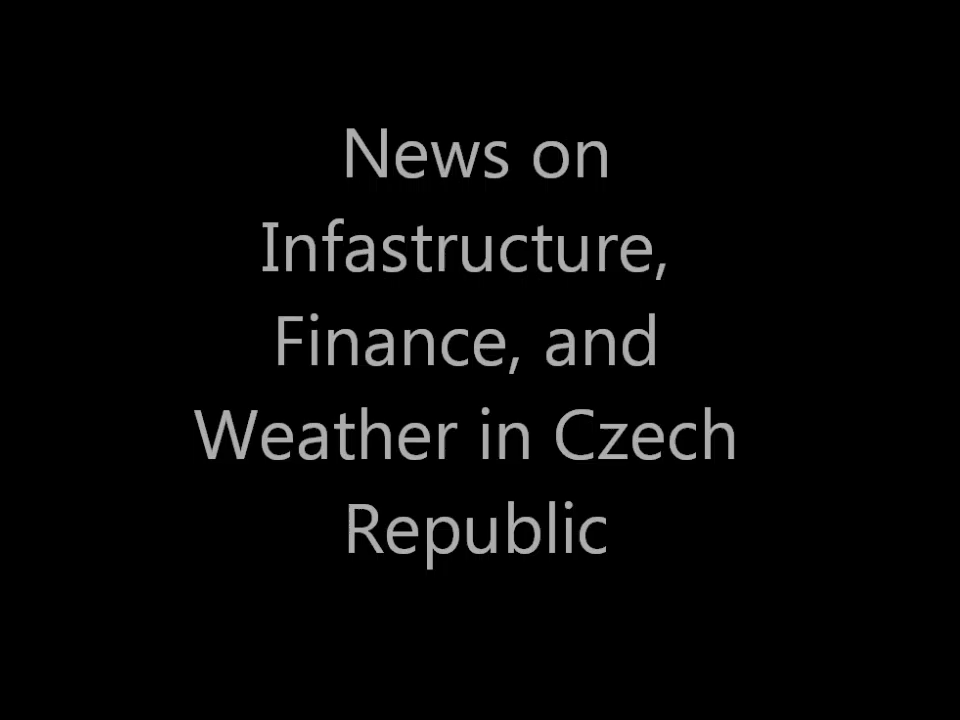 News on
Infastructure,
Finance, and
Weather in Czech
Republic